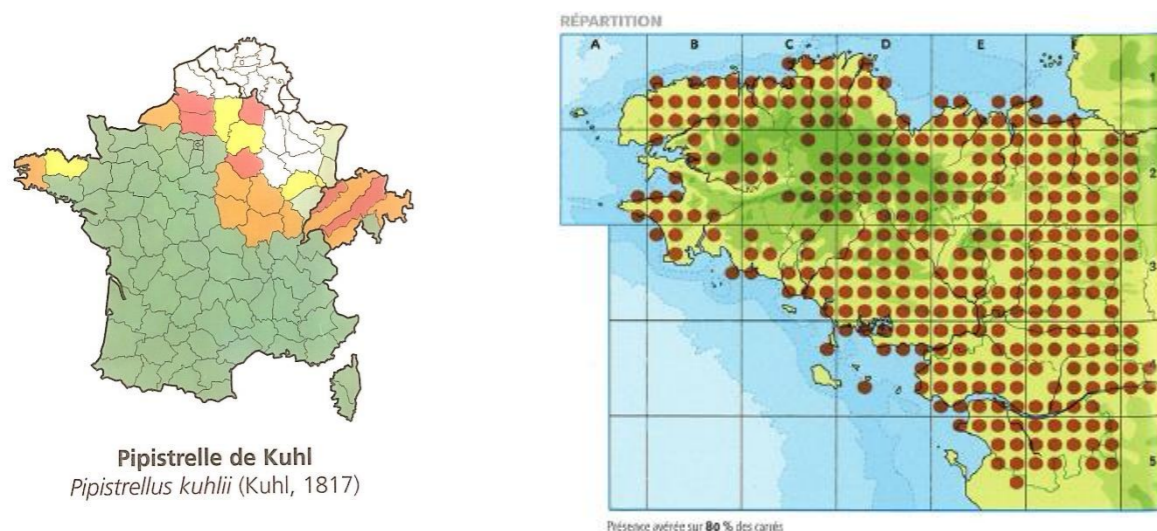 Pipistrelle de Kuhl
Pipistrellus kuhlii (Kuhl, 1817)
RÉPARTITION
A B C D E F
1
2
3
4
5
Présence avérée sur 80 % des carrés